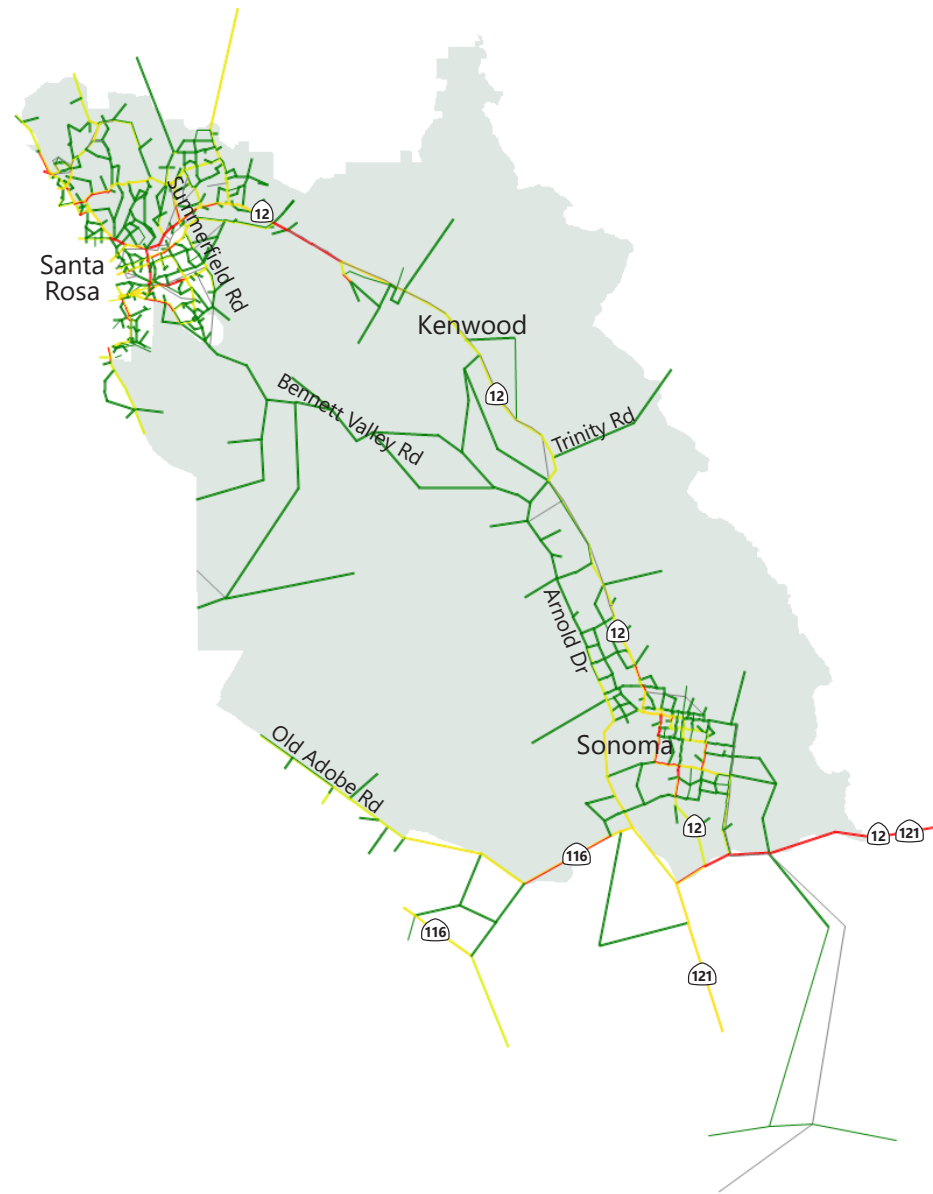 12
Summerfield Rd
Santa
Rosa
Kenwood
12
Bennett Valley Rd
Trinity Rd
Arnold Dr
12
Old Adobe Rd
Sonoma
12
12
121
116
116
121